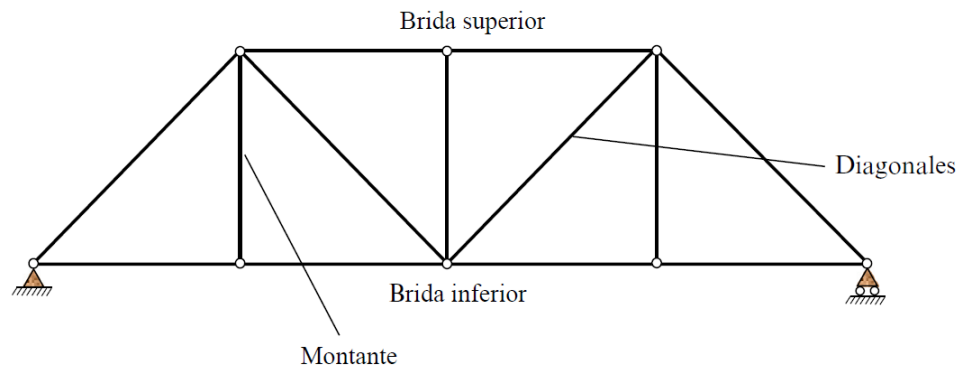 Brida superior
Diagonales
Brida inferior
Montante